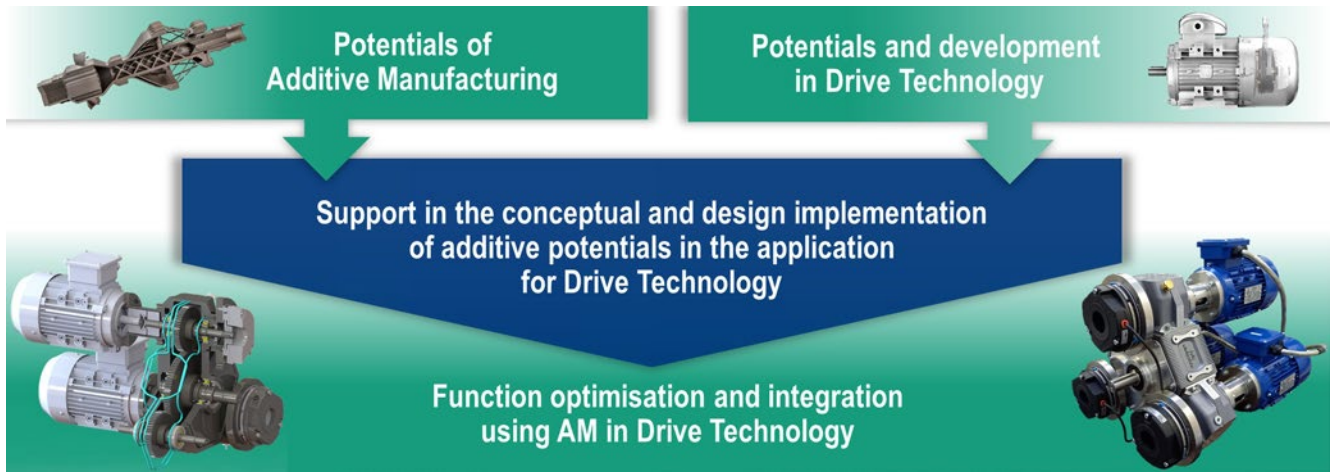 Potentials of
Additive Manufacturing
Potentials and development
in Drive Technology
Support in the conceptual and design implementation
of additive potentials in the application
for Drive Technology
Function optimisation and integration
using AM in Drive Technology